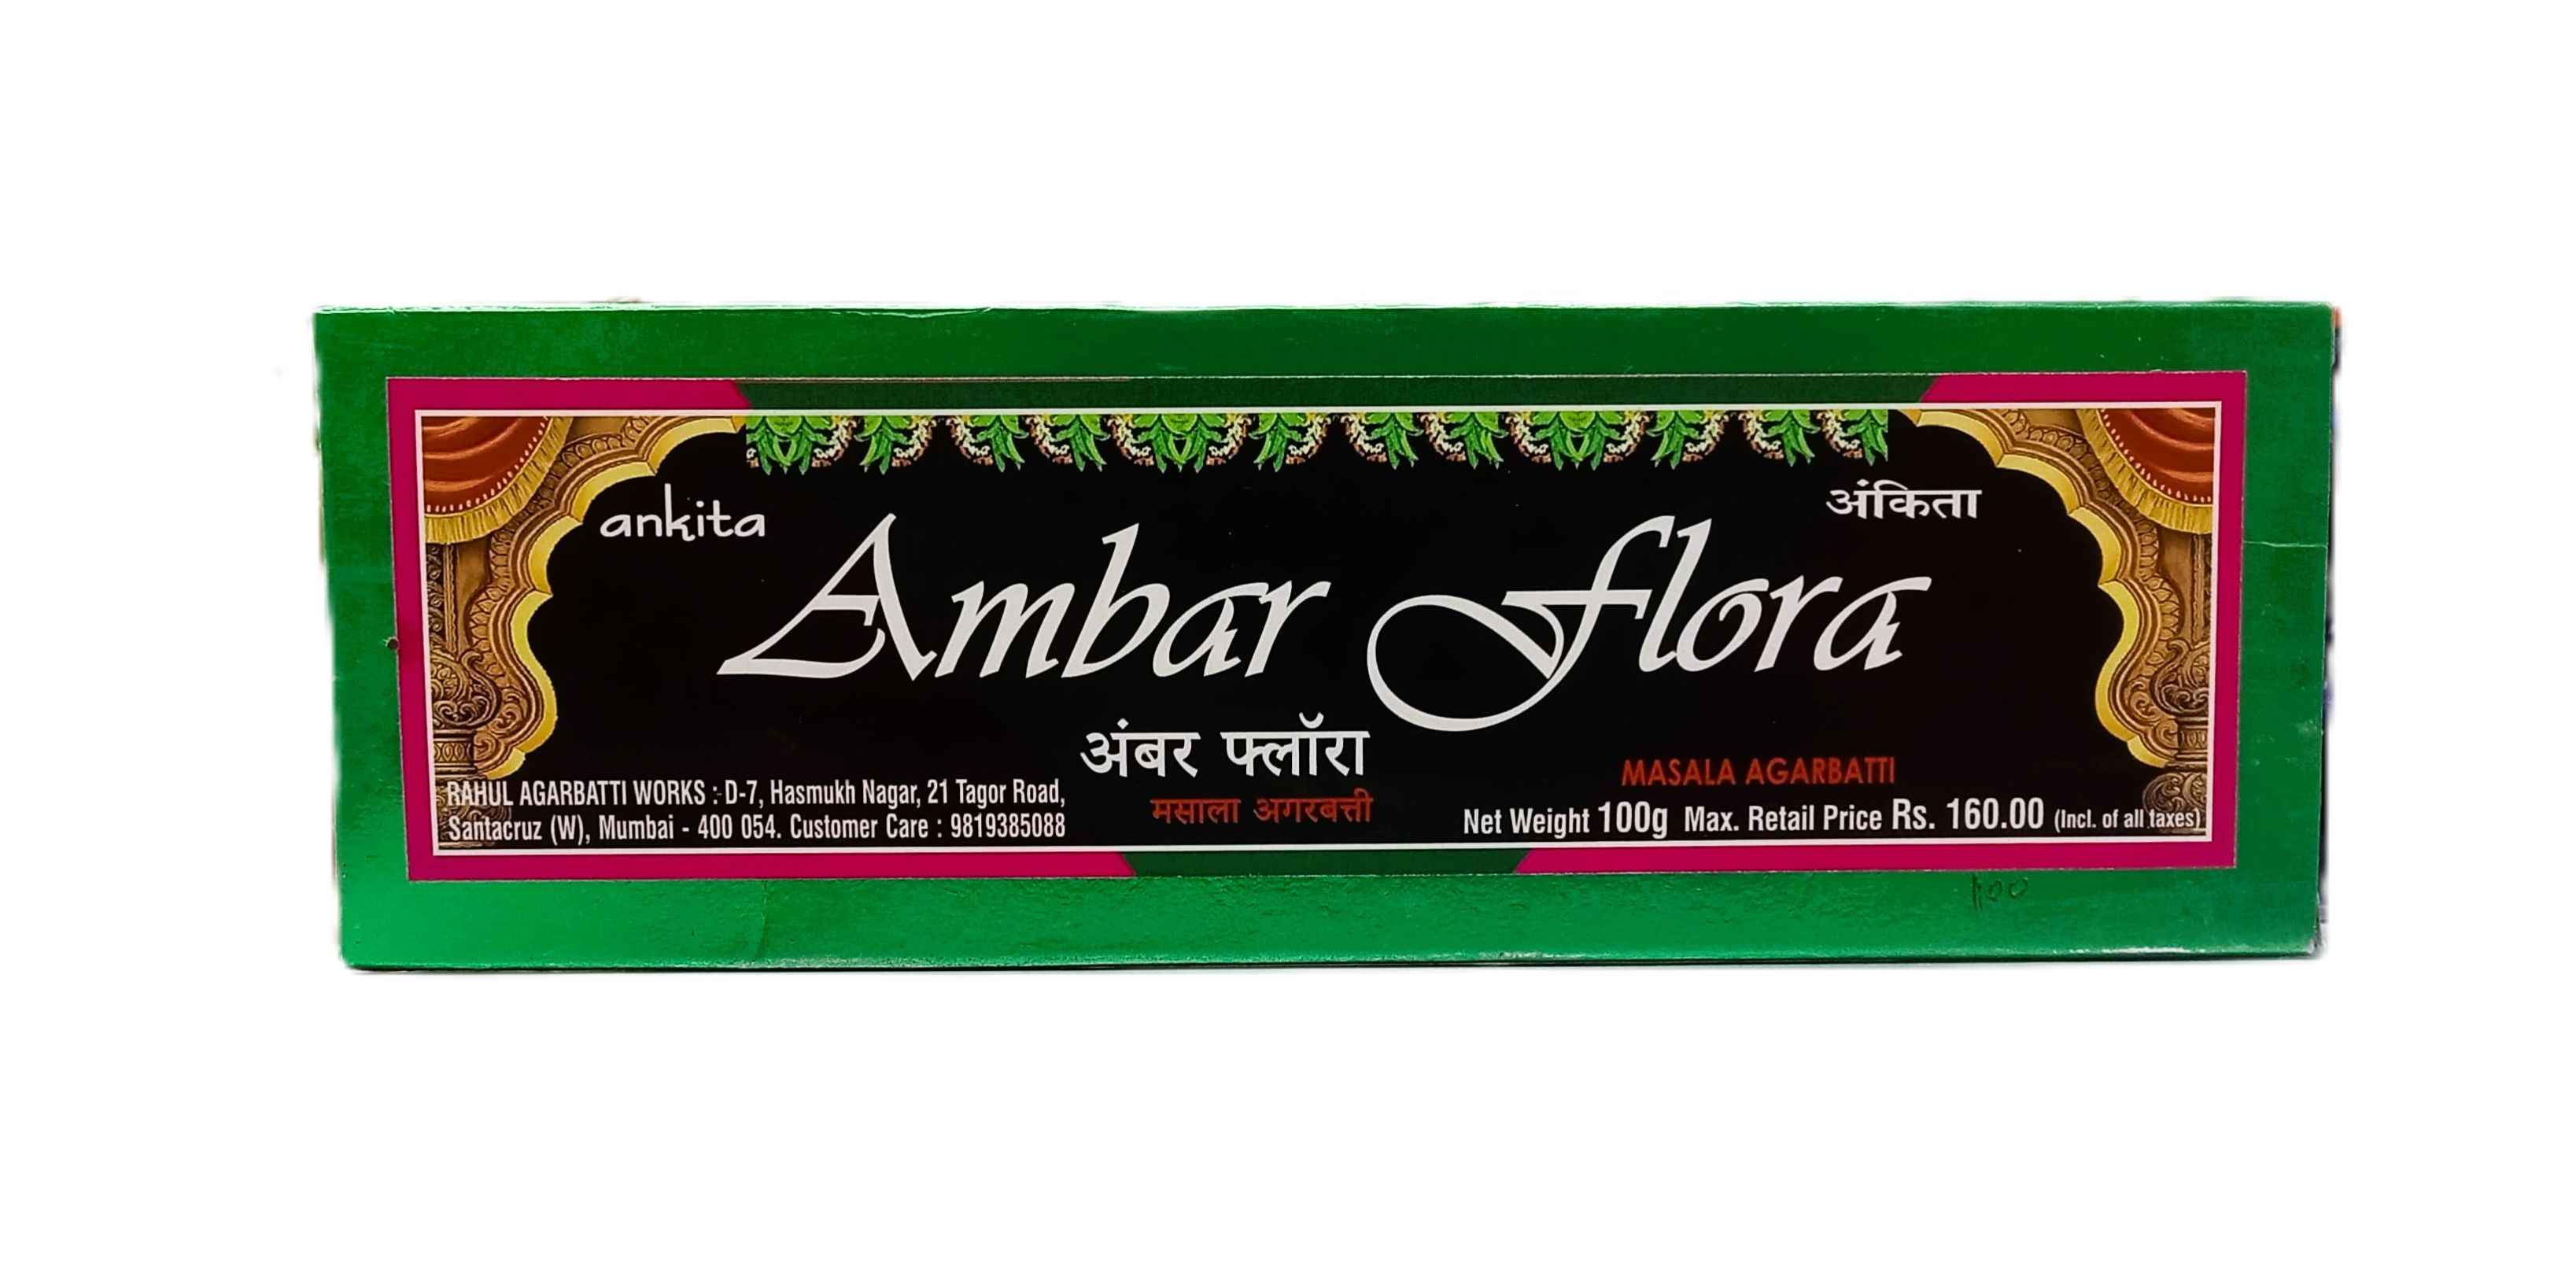 ankita
अंकिता
Ambar Flora
अंबर फ्लॉरा
मसाला अगरबत्ती
RAHUL AGARBATTI WORKS : D-7, Hasmukh Nagar, 21 Tagor Road,
Santacruz (W), Mumbai - 400 054. Customer Care : 9819385088
MASALA AGARBATTI
Net Weight 100g Max. Retail Price Rs. 160.00 (Incl. of all taxes)
100